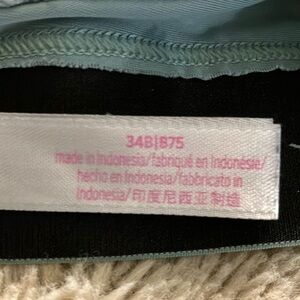 34B|B75
made in Indonesia/fabriqué en Indonésie/
hecho en Indonesia/fabbricato in
Indonesia/印度尼西亚制造